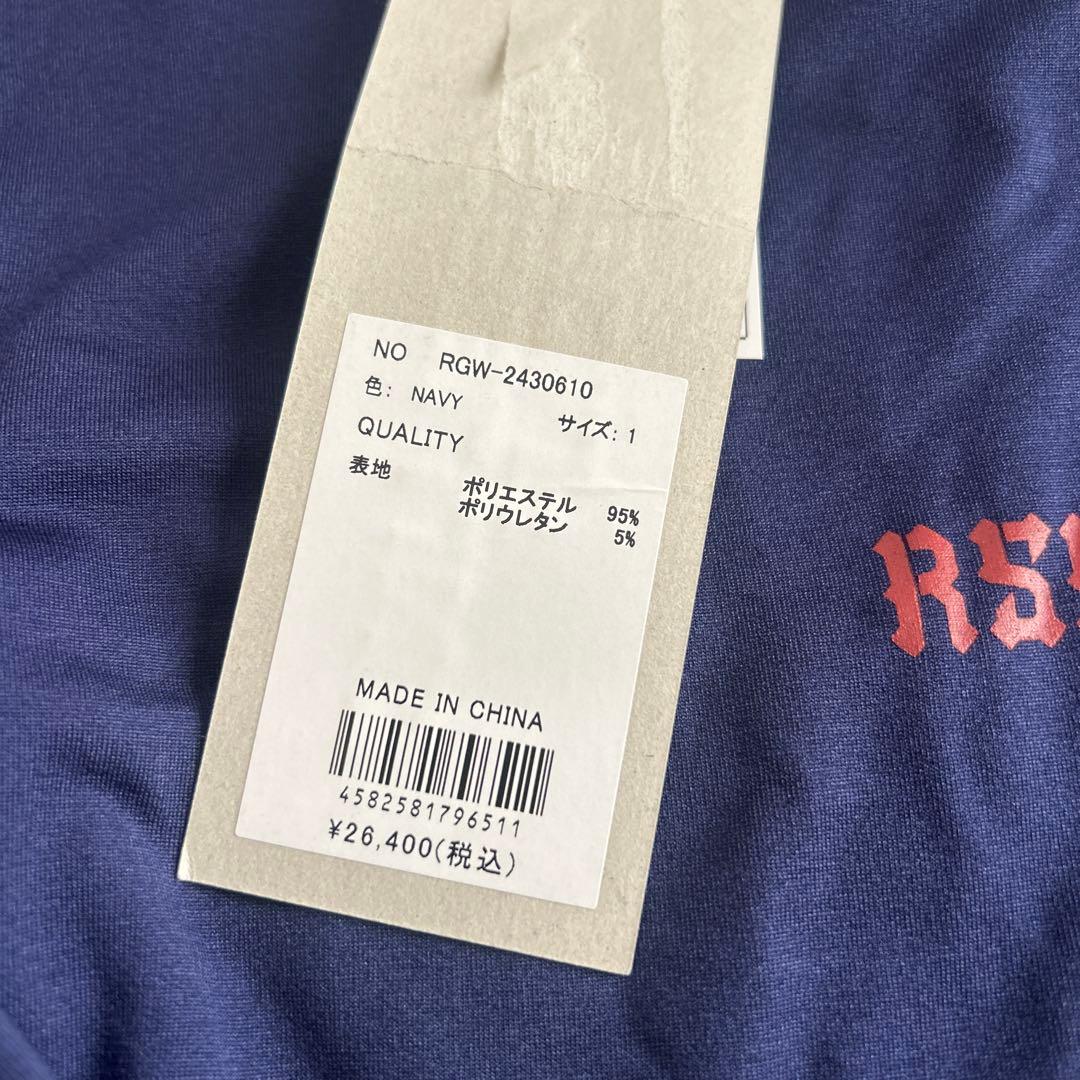 NO RGW-2430610
色: NAVY サイズ: 1
QUALITY
表地
ポリエステル 95%
ポリウレタン 5%
MADE IN CHINA
4582581796511
¥26,400(税込)
RS